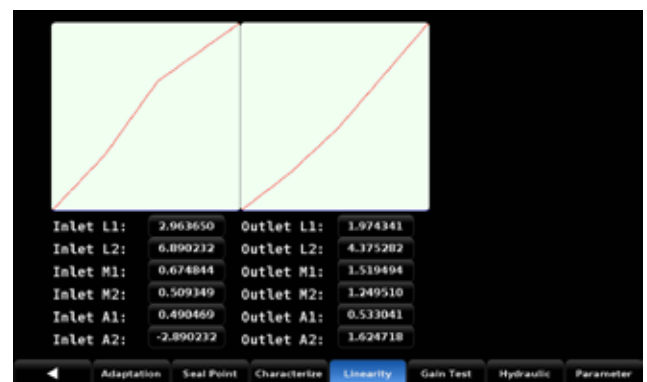 Inlet L1: 2.963650 Outlet L1: 1.974341
Inlet L2: 6.890232 Outlet L2: 4.375282
Inlet M1: 0.674844 Outlet M1: 1.519494
Inlet M2: 0.509349 Outlet M2: 1.249510
Inlet A1: 0.490469 Outlet A1: 0.533041
Inlet A2: -2.890232 Outlet A2: 1.624718
Adaptation Seal Point Characterize Linearity Gain Test Hydraulic Parameter